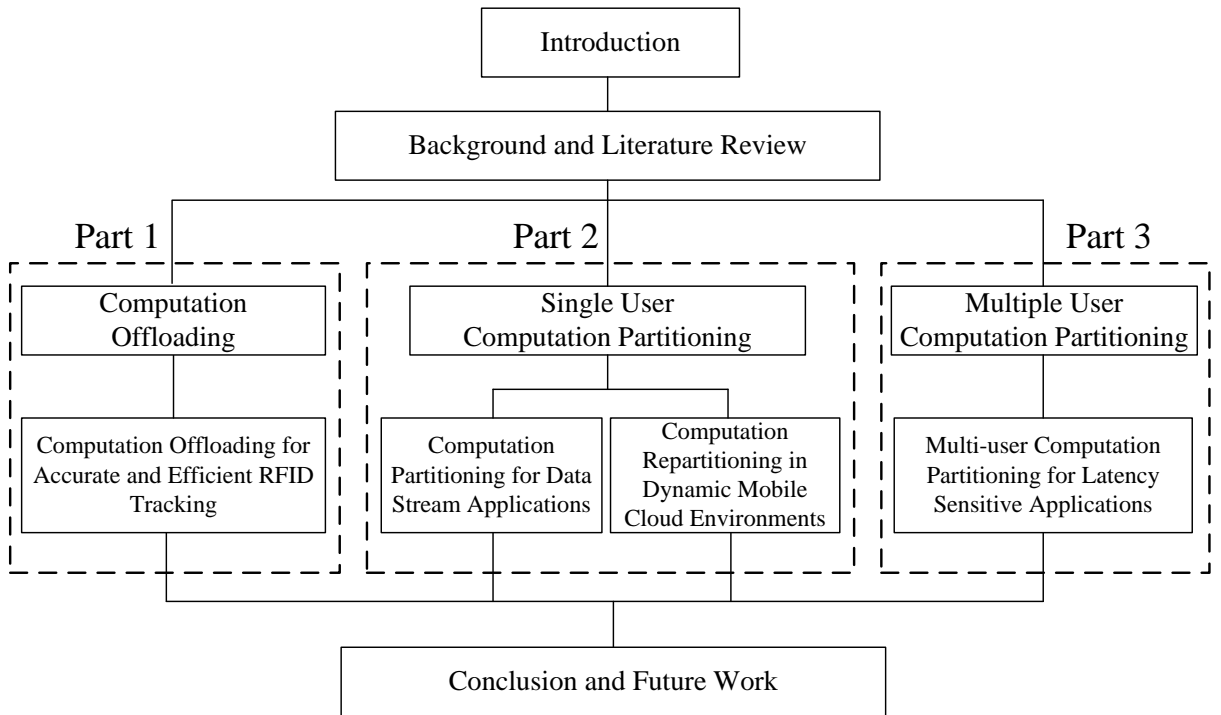 Introduction
Background and Literature Review
Part 1
Part 2
Part 3
Computation
Offloading
Single User
Computation Partitioning
Multiple User
Computation Partitioning
Computation Offloading for
Accurate and Efficient RFID
Tracking
Computation
Partitioning for Data
Stream Applications
Computation
Repartitioning in
Dynamic Mobile
Cloud Environments
Multi-user Computation
Partitioning for Latency
Sensitive Applications
Conclusion and Future Work